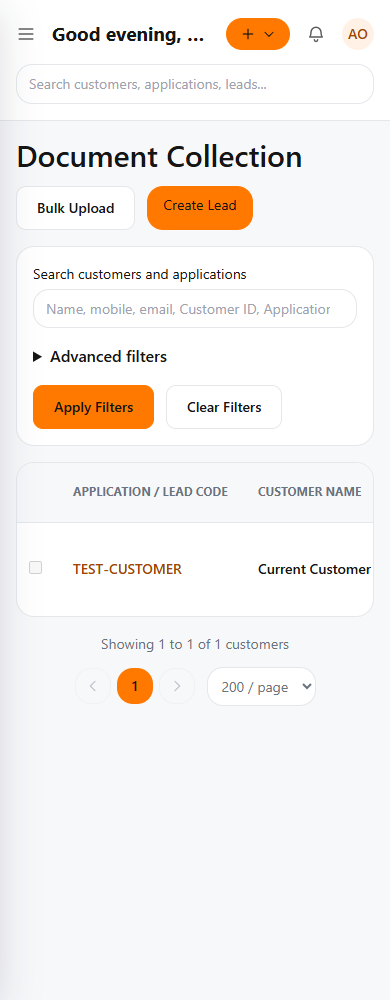 Good evening, ...
AO
Search customers, applications, leads...
Document Collection
Bulk Upload
Create Lead
Search customers and applications
Name, mobile, email, Customer ID, Application
Advanced filters
Apply Filters
Clear Filters
APPLICATION / LEAD CODE CUSTOMER NAME
TEST-CUSTOMER Current Customer
Showing 1 to 1 of 1 customers
1
200 / page